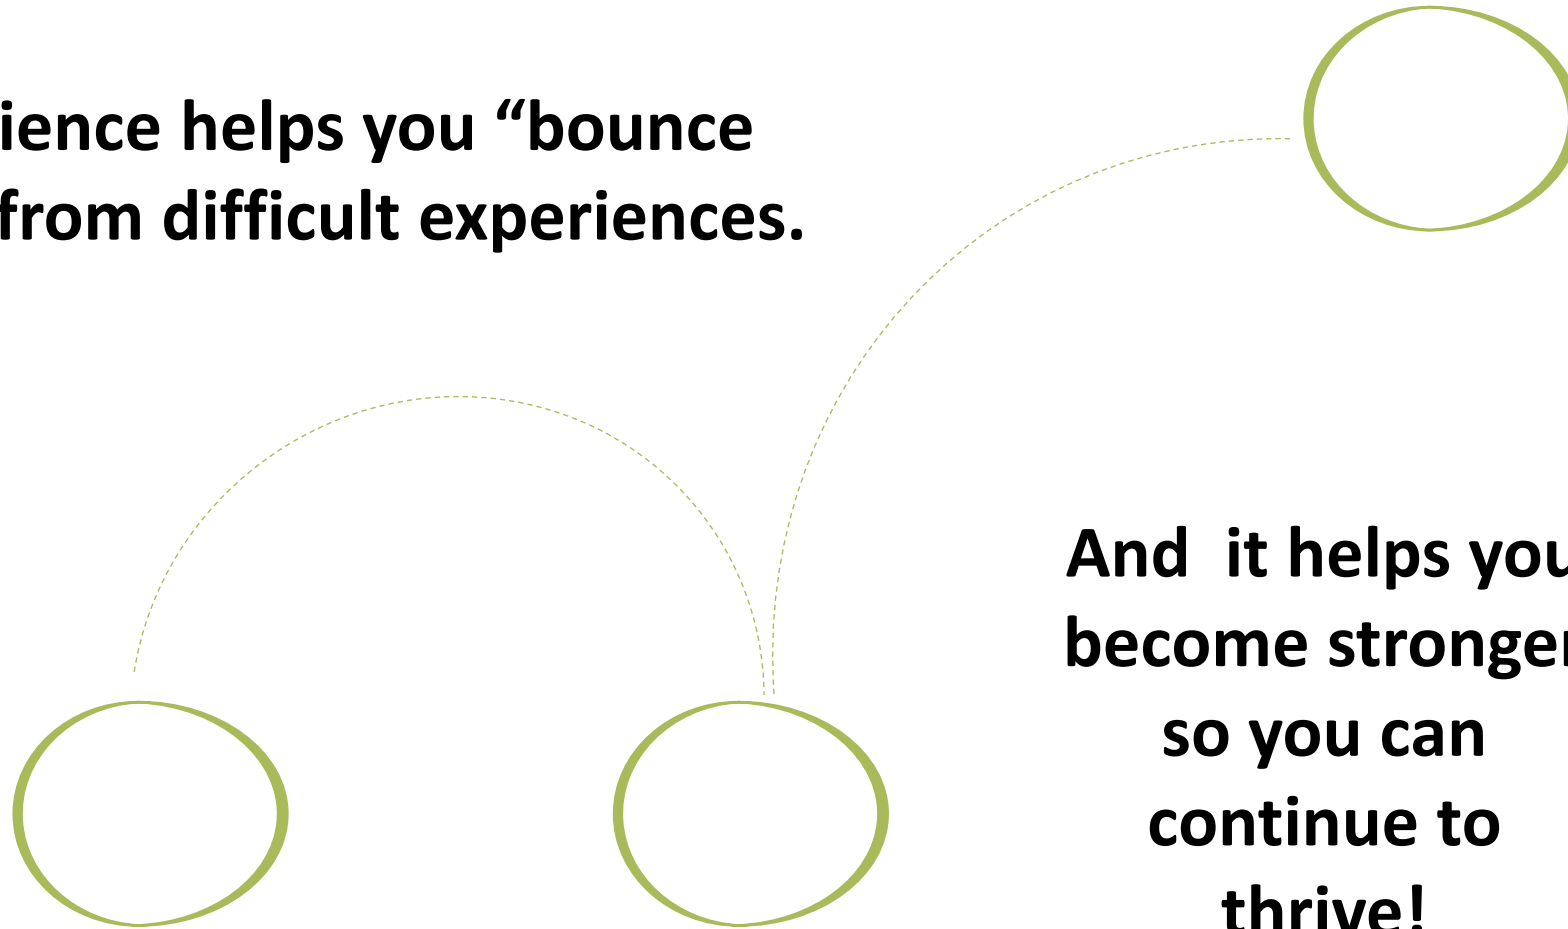 ience helps you “bounce
from difficult experiences.
And  it helps you
become stronger
so you can
continue to
thrive!